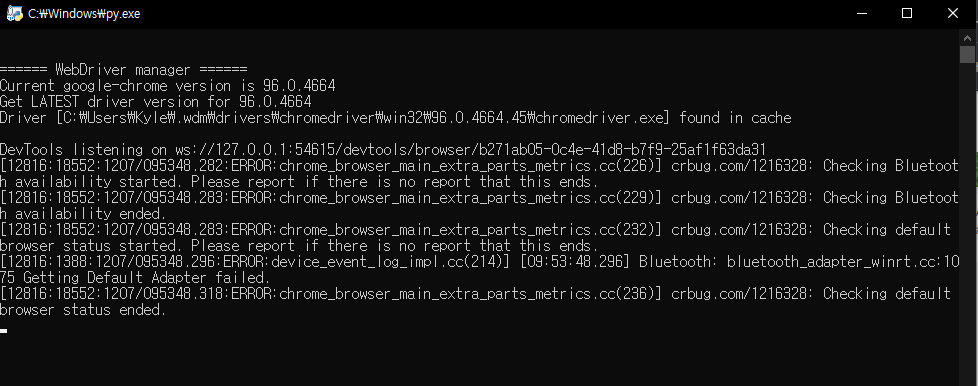 C:₩Windows₩py.exe
====== WebDriver manager ======
Current google-chrome version is 96.0.4664
Get LATEST driver version for 96.0.4664
Driver [C:₩Users₩Kyle₩.wdm₩drivers₩chromedriver₩win32₩96.0.4664.45₩chromedriver.exe] found in cache
DevTools listening on ws://127.0.0.1:54615/devtools/browser/b271ab05-0c4e-41d8-b7f9-25af1f63da31
[12816:18552:1207/095348.282:ERROR:chrome_browser_main_extra_parts_metrics.cc(226)] crbug.com/1216328: Checking Bluetoot
h availability started. Please report if there is no report that this ends.
[12816:18552:1207/095348.283:ERROR:chrome_browser_main_extra_parts_metrics.cc(229)] crbug.com/1216328: Checking Bluetoot
h availability ended.
[12816:18552:1207/095348.283:ERROR:chrome_browser_main_extra_parts_metrics.cc(232)] crbug.com/1216328: Checking default
browser status started. Please report if there is no report that this ends.
[12816:1388:1207/095348.296:ERROR:device_event_log_impl.cc(214)] [09:53:48.296] Bluetooth: bluetooth_adapter_winrt.cc:10
75 Getting Default Adapter failed.
[12816:18552:1207/095348.318:ERROR:chrome_browser_main_extra_parts_metrics.cc(236)] crbug.com/1216328: Checking default
browser status ended.